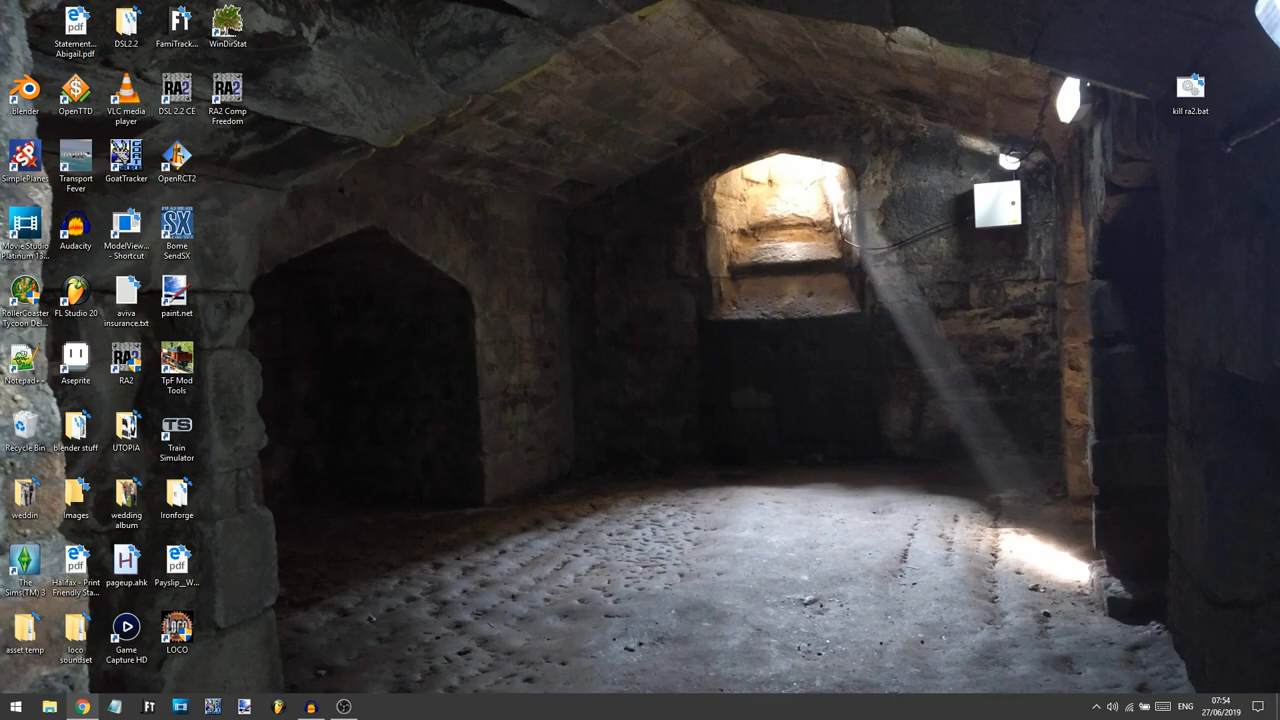 Statement...
Abigail.pdf
DSL2.2
FamiTrack...
WinDirStat
blender
OpenTTD
VLC media
player
DSL 2.2 CE
RA2 Comp
Freedom
kill ra2.bat
SimplePlanes
Transport
Fever
GoatTracker
OpenRCT2
Movie Studio
Platinum 13...
Audacity
ModelView...
- Shortcut
Bome
SendSX
RollerCoaster
Tycoon Del...
FL Studio 20
aviva
insurance.txt
paint.net
Notepad++
Aseprite
RA2
TpF Mod
Tools
Recycle Bin
blender stuff
UTOPIA
Train
Simulator
weddin
Images
wedding
album
Ironforge
The
Sims(TM) 3
Halifax - Print
Friendly Sta...
pageup.ahk
Payslip_W...
asset temp
loco
soundset
Game
Capture HD
LOCO
ENG
07:54
27/06/2019